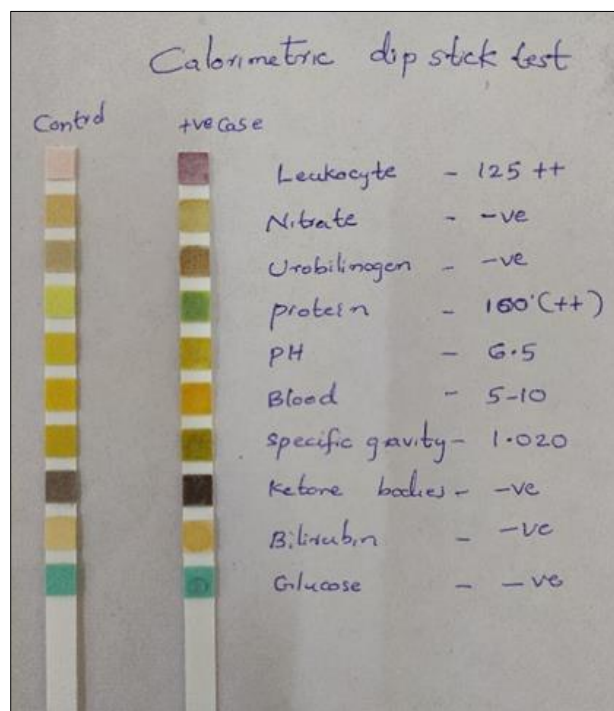 Calorimetric dip stick test
Control +ve case
Leukocyte - 125 ++
Nitrate - -ve
Urobilinogen - -ve
protein - 100 (++)
PH - 6.5
Blood - 5-10
specific gravity - 1.020
Ketone bodies - -ve
Bilirubin - -ve
Glucose - -ve